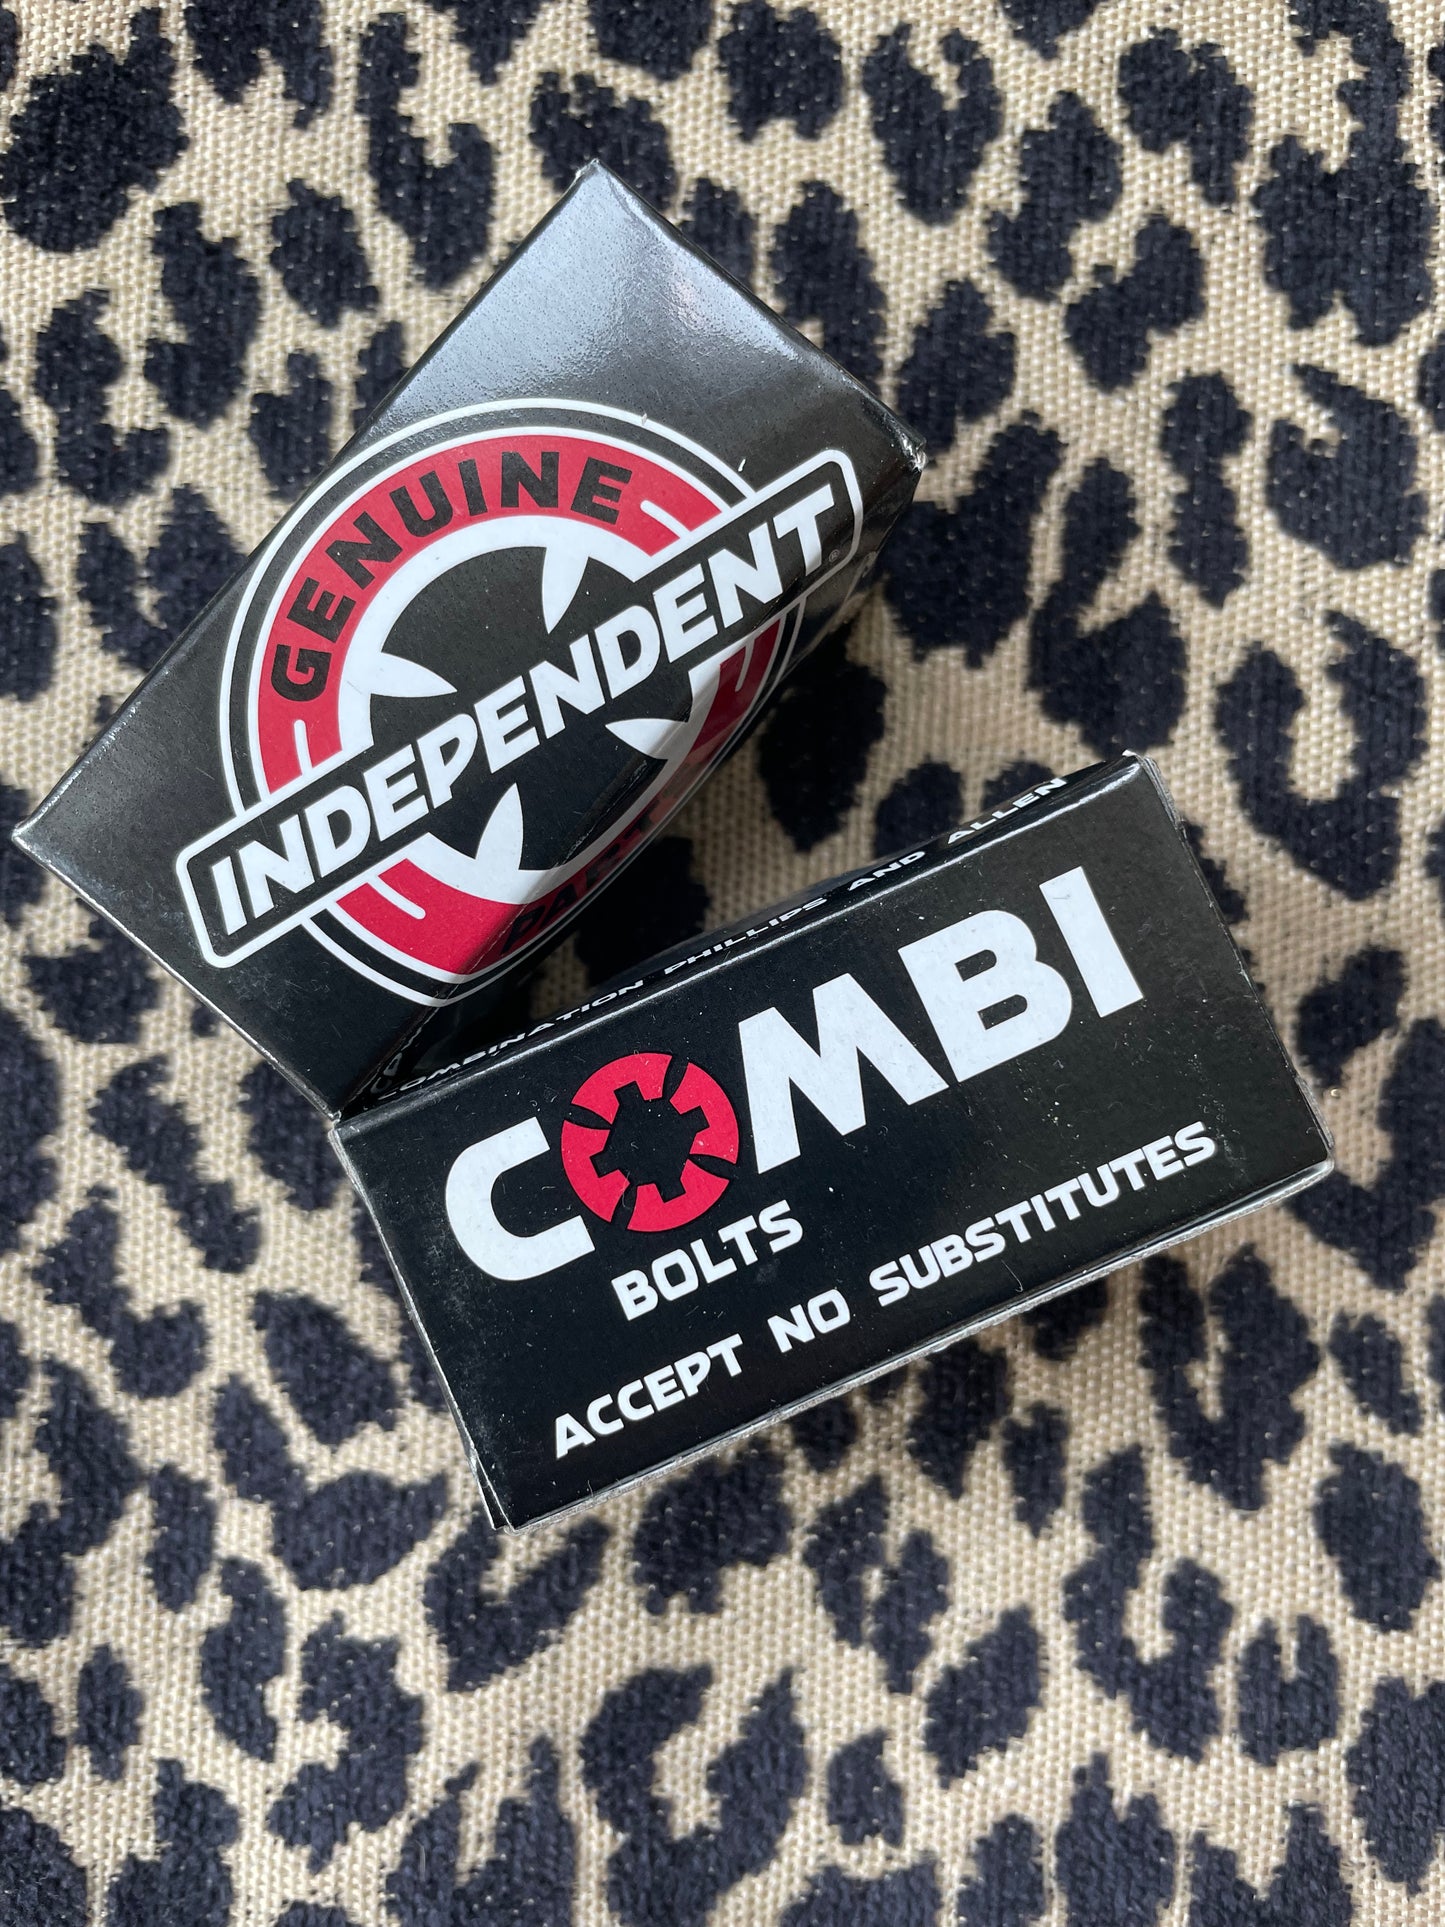 GENUINE
INDEPENDENT®
PARTS
COMBINATION PHILLIPS AND ALLEN
COMBI
BOLTS
ACCEPT NO SUBSTITUTES